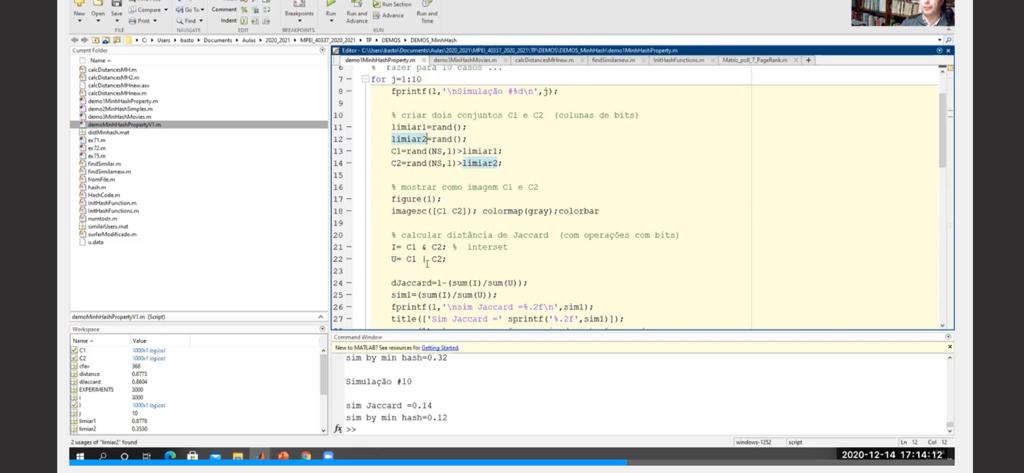 New Open Save Compare Print Go To Find Comment Indent Breakpoints Run Run and Advance Run Section Advance Run and Time
FILE NAVIGATE EDIT BREAKPOINTS RUN
C: Users basto Documents Aulas 2020_2021 MPEI_40337_2020_2021 TP DEMOS DEMOS_MinHash
Current Folder
Name
calcDistancesMH.m
calcDistancesMH2.m
calcDistancesMHnew.asv
calcDistancesMHnew.m
demo1MinHashProperty.m
demo2MinHashSimples.m
demo3MinHashMovies.m
demoMinHashPropertyV1.m
distMinhash.mat
ex71.m
ex72.m
ex75.m
findSimilar.m
findSimilarnew.m
fromFile.m
hash.m
HashCode.m
InitHashFunction.m
InitHashFunctions.m
numtostr.m
similarUsers.mat
surferModificado.m
u.data
demoMinHashPropertyV1.m (Script)
Workspace
Name Value
C1 1000x1 logical
C2 1000x1 logical
cfav 368
distance 0.8773
dJaccard 0.8604
EXPERIMENTS 3000
i 3000
I 1000x1 logical
j 10
limiar1 0.8776
limiar2 0.3530
2 usages of "limiar2" found
Editor - C:\Users\basto\Documents\Aulas\2020_2021\MPEI_40337_2020_2021\TP\DEMOS\DEMOS_MinHash\demo1MinHashProperty.m
demo1MinHashProperty.m demo3MinHashMovies.m calcDistancesMHnew.m findSimilarnew.m InitHashFunctions.m Matric_poll_7_PageRank.m +
6 % fazer para 10 casos ...
7 for j=1:10
8 fprintf(1,'\nSimulação #%d\n',j);
9
10 % criar dois conjuntos C1 e C2 (colunas de bits)
11 limiar1=rand();
12 limiar2=rand();
13 C1=rand(NS,1)>limiar1;
14 C2=rand(NS,1)>limiar2;
15
16 % mostrar como imagem C1 e C2
17 figure(1);
18 imagesc([C1 C2]); colormap(gray);colorbar
19
20 % calcular distância de Jaccard (com operações com bits)
21 I= C1 & C2; % interset
22 U= C1 | C2;
23
24 dJaccard=1-(sum(I)/sum(U));
25 sim1=(sum(I)/sum(U));
26 fprintf(1,'\nsim Jaccard =%.2f\n',sim1);
27 title(['Sim Jaccard =' sprintf('%.2f',sim1)]);
Command Window
New to MATLAB? See resources for Getting Started.
sim by min hash=0.32
Simulação #10
sim Jaccard =0.14
sim by min hash=0.12
fx >>
windows-1252 script Ln 12 Col 12
2020-12-14 17:14:12